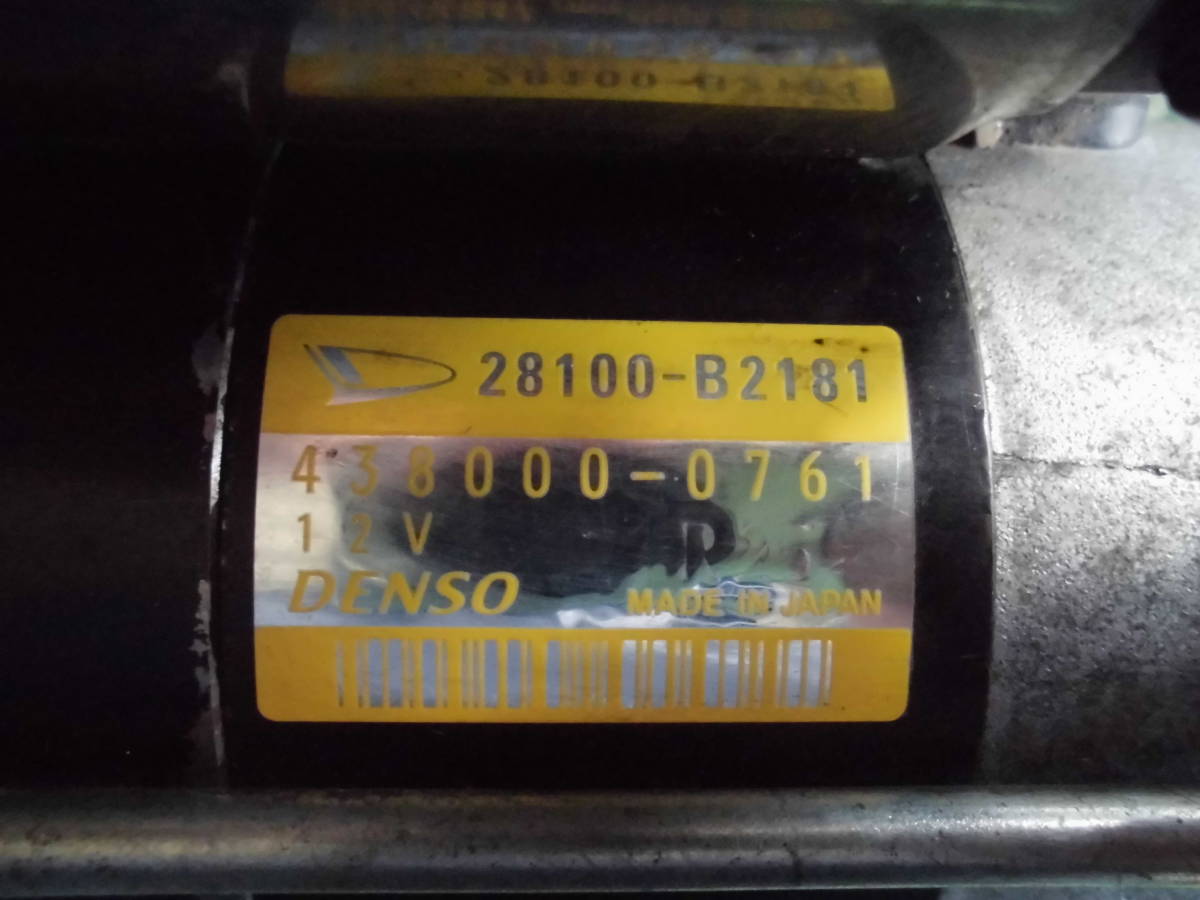 28100-B2181
438000-0761
12V
DENSO
MADE IN JAPAN